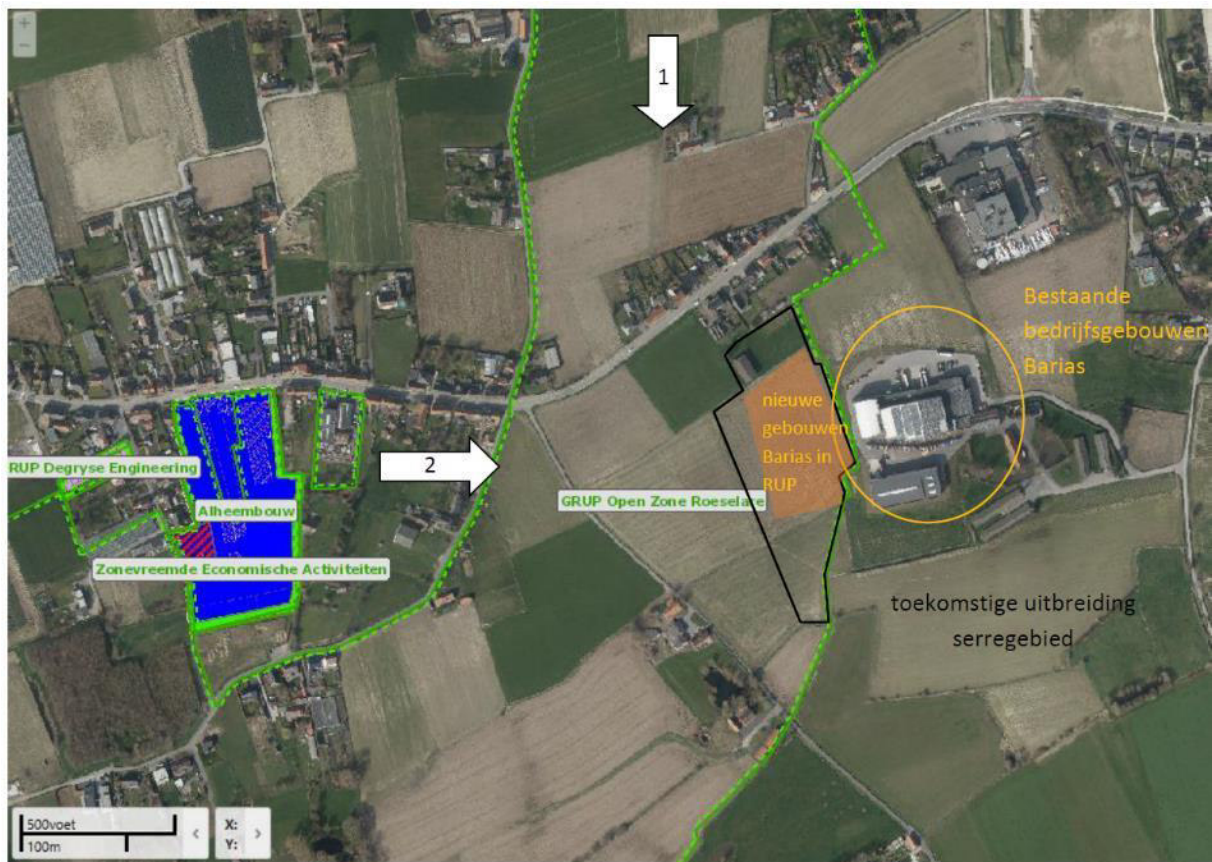 +
−
1
Bestaande
bedrijfsgebouwen
Barias
nieuwe
gebouwen
Barias in
RUP
RUP Degryse Engineering
2
Alheembouw
GRUP Open Zone Roeselare
Zonevreemde Economische Activiteiten
toekomstige uitbreiding
serregebied
500voet
100m
‹
X:
Y:
›